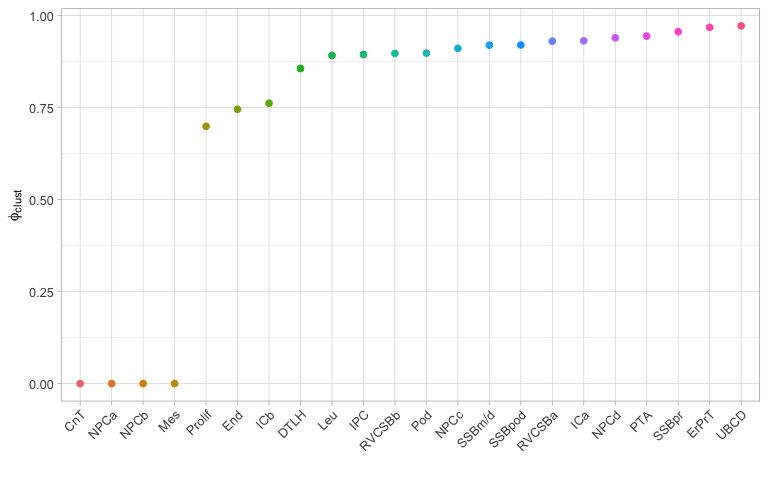 1.00
0.75
0.50
0.25
0.00
ϕclust
CnT
NPCa
NPCb
Mes
Prolif
End
ICb
DTLH
Leu
IPC
RVCSBb
Pod
NPCc
SSBm/d
SSBpod
RVCSBa
ICa
NPCd
PTA
SSBpr
ErPrT
UBCD